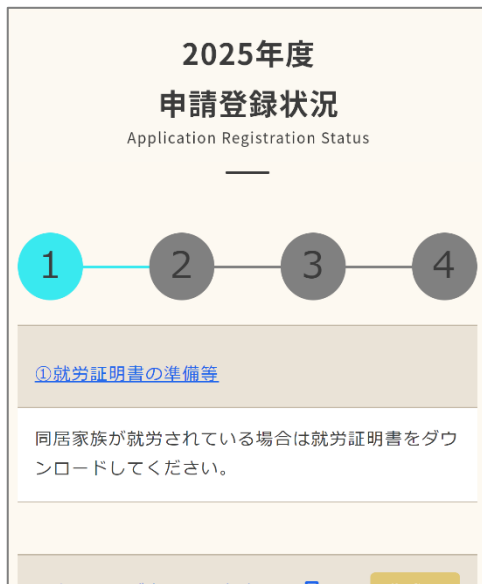 2025年度
申請登録状況
Application Registration Status
1
2
3
4
①就労証明書の準備等
同居家族が就労されている場合は就労証明書をダウ
ンロードしてください。